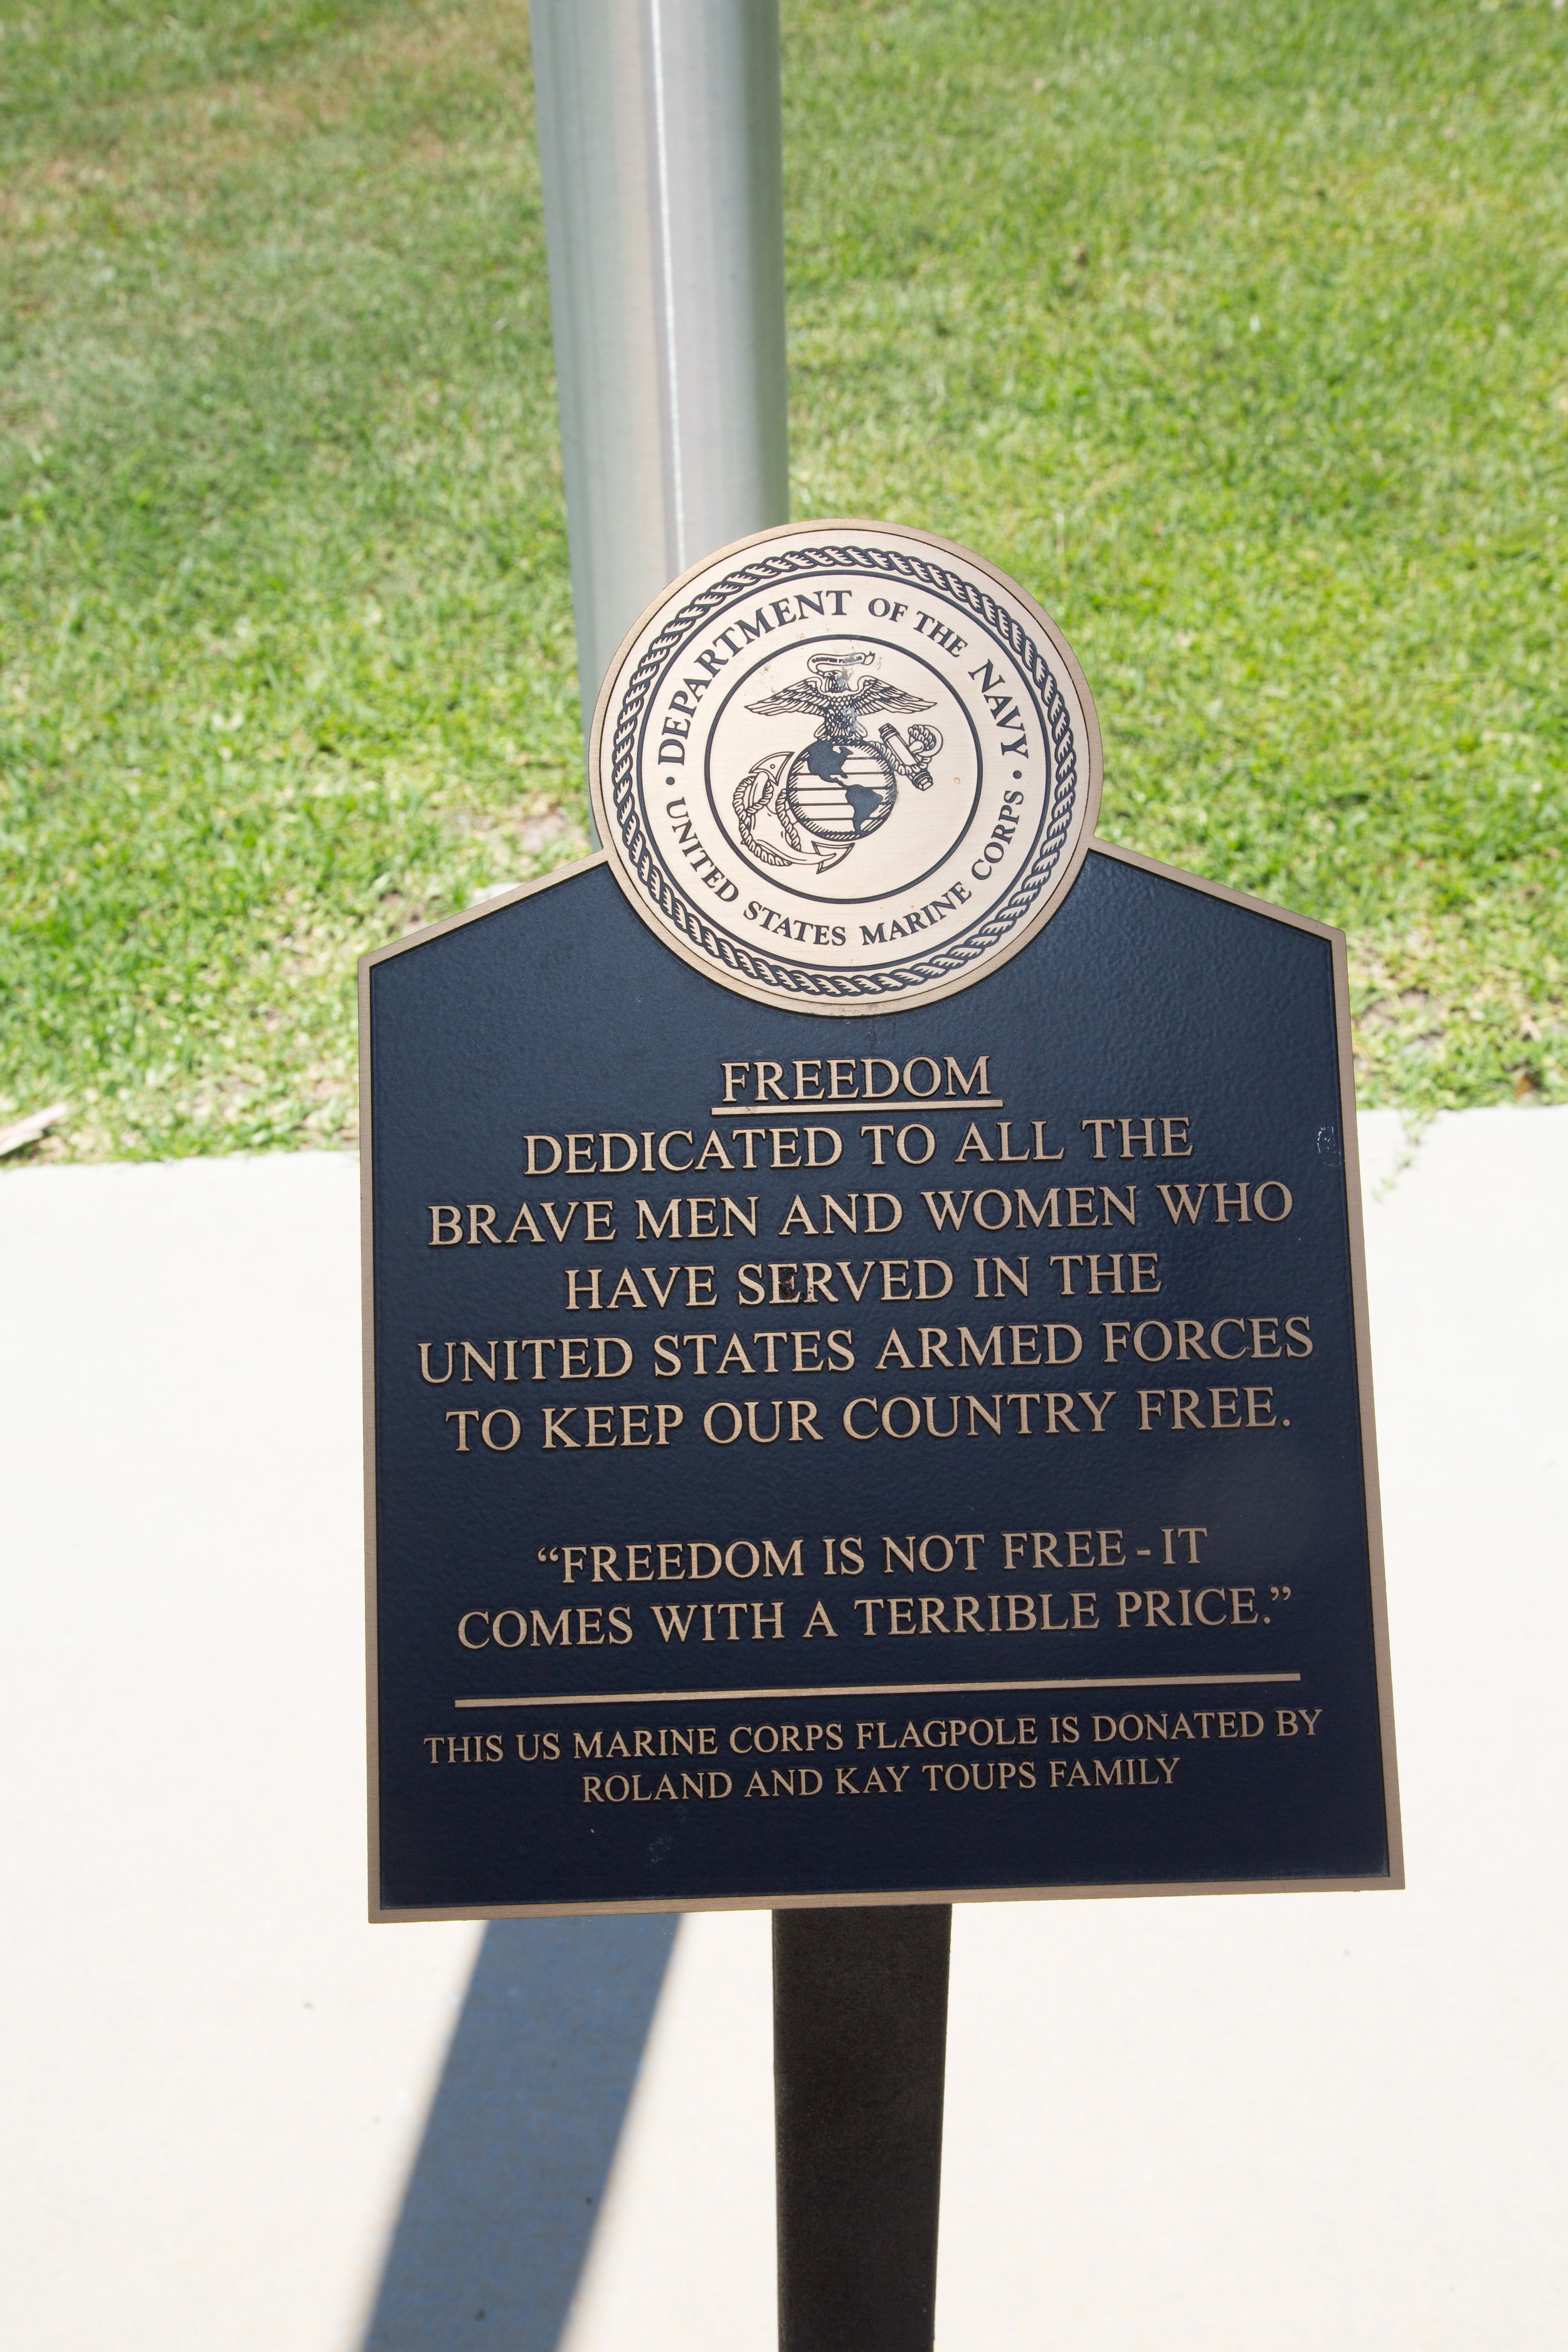 DEPARTMENT OF THE NAVY
UNITED STATES MARINE CORPS
FREEDOM
DEDICATED TO ALL THE
BRAVE MEN AND WOMEN WHO
HAVE SERVED IN THE
UNITED STATES ARMED FORCES
TO KEEP OUR COUNTRY FREE.
“FREEDOM IS NOT FREE - IT
COMES WITH A TERRIBLE PRICE.”
THIS US MARINE CORPS FLAGPOLE IS DONATED BY
ROLAND AND KAY TOUPS FAMILY